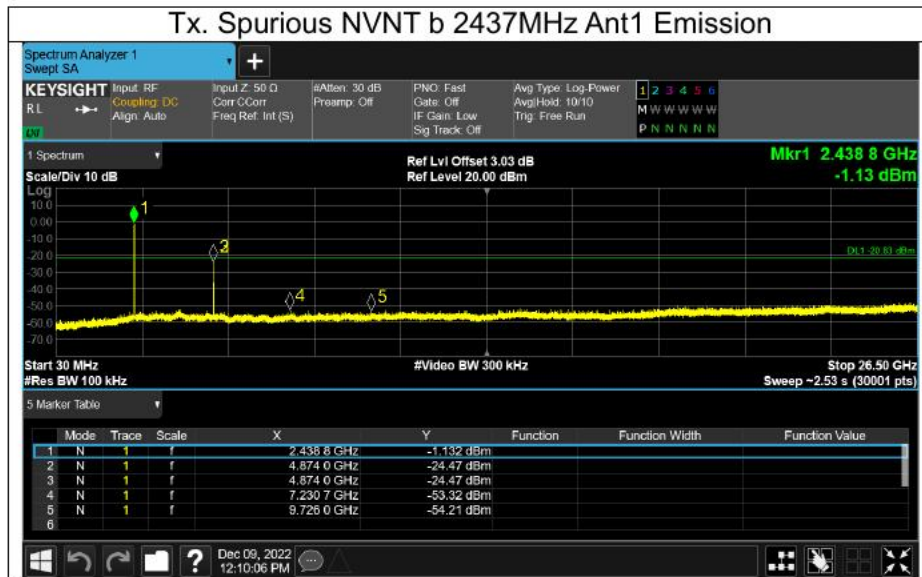 Tx. Spurious NVNT b 2437MHz Ant1 Emission
Spectrum Analyzer 1
Swept SA
+
KEYSIGHT Input: RF Input Z: 50 Ω #Atten: 30 dB PNO: Fast Avg Type: Log-Power 1 2 3 4 5 6
RL Coupling: DC Corr CCorr Preamp: Off Gate: Off Avg|Hold: 10/10 M W W W W W
Align: Auto Freq Ref: Int (S) IF Gain: Low Trig: Free Run
Sig Track: Off P N N N N N
LXI
1 Spectrum Ref Lvl Offset 3.03 dB Mkr1 2.438 8 GHz
Scale/Div 10 dB Ref Level 20.00 dBm -1.13 dBm
Log
10.0
0.00
-10.0
-20.0
-30.0
-40.0
-50.0
-60.0
-70.0
1
3
4
5
DL1 -20.83 dBm
Start 30 MHz #Video BW 300 kHz Stop 26.50 GHz
#Res BW 100 kHz Sweep ~2.53 s (30001 pts)
5 Marker Table
Mode Trace Scale X Y Function Function Width Function Value
1 N 1 f 2.438 8 GHz -1.132 dBm
2 N 1 f 4.874 0 GHz -24.47 dBm
3 N 1 f 4.874 0 GHz -24.47 dBm
4 N 1 f 7.230 7 GHz -53.32 dBm
5 N 1 f 9.726 0 GHz -54.21 dBm
6
? Dec 09, 2022
12:10:06 PM